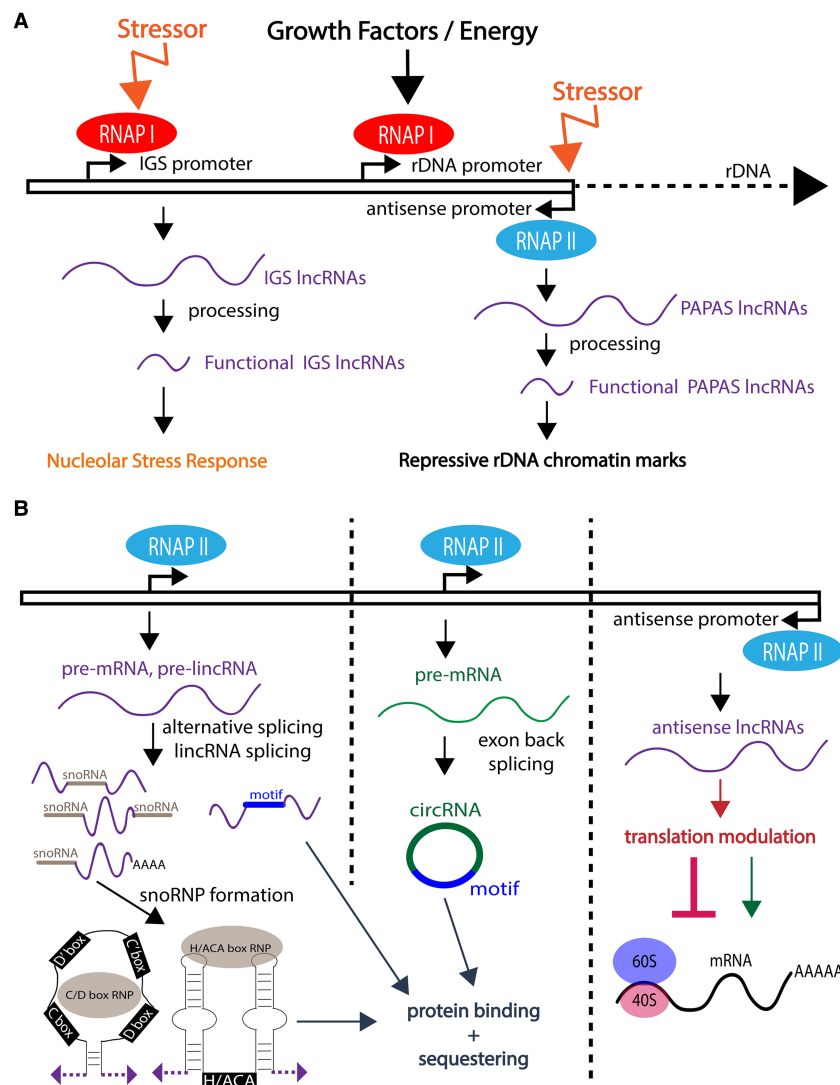 A
Stressor
Growth Factors / Energy
Stressor
RNAP I
RNAP I
IGS promoter
rDNA promoter
rDNA
antisense promoter
RNAP II
IGS lncRNAs
PAPAS lncRNAs
processing
processing
Functional IGS lncRNAs
Functional PAPAS lncRNAs
Nucleolar Stress Response
Repressive rDNA chromatin marks
B
RNAP II
RNAP II
antisense promoter
RNAP II
pre-mRNA, pre-lincRNA
pre-mRNA
antisense lncRNAs
alternative splicing
lincRNA splicing
exon back
splicing
snoRNA
snoRNA
snoRNA
motif
circRNA
translation modulation
snoRNA
AAAA
motif
snoRNP formation
D'box
C'box
H/ACA box RNP
C/D box RNP
C box
D box
H/ACA
protein binding
+
sequestering
60S
40S
mRNA
AAAAA